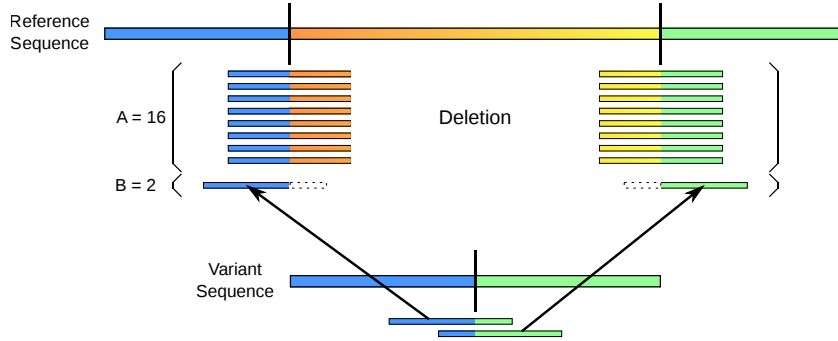 Reference
Sequence
A = 16
Deletion
B = 2
Variant
Sequence